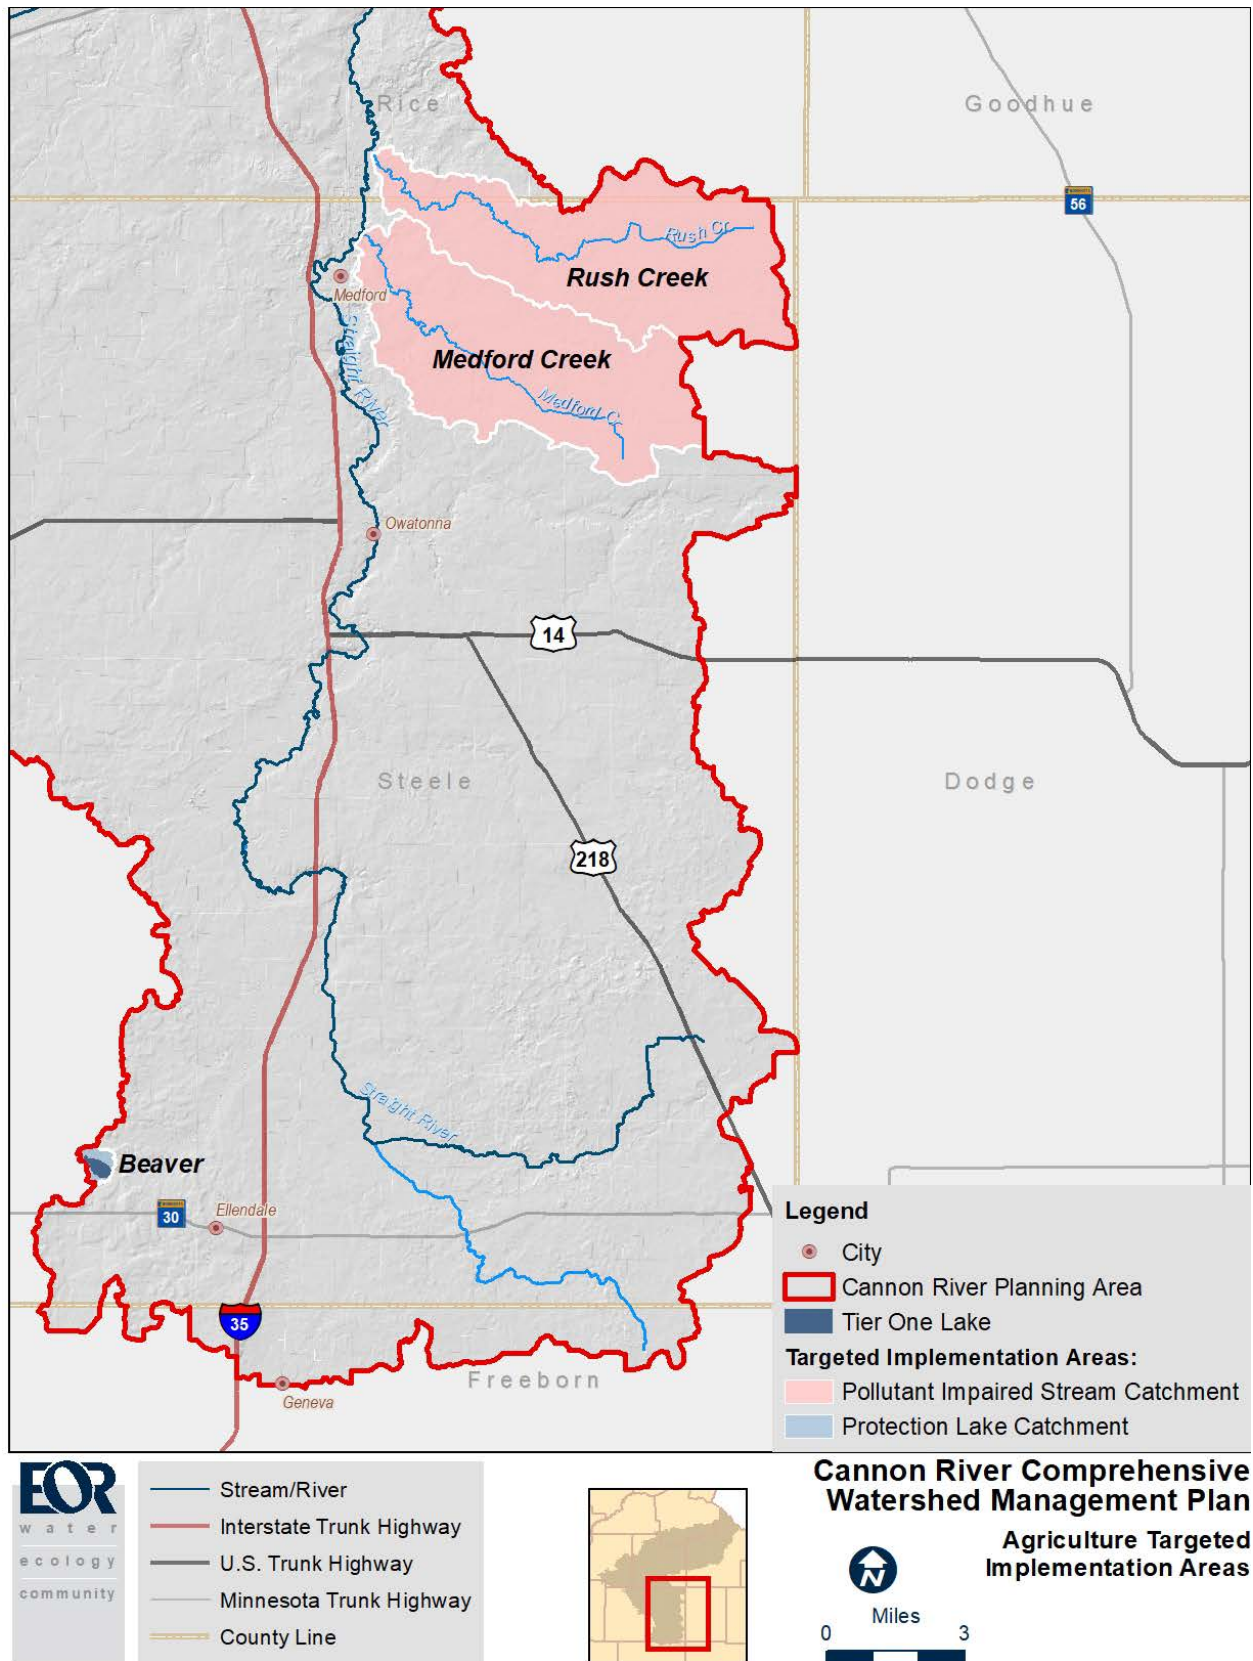 Rice
Goodhue
56
Rush Cr
Rush Creek
Medford
Straight River
Medford Creek
Medford Cr
Owatonna
14
Steele
Dodge
218
Straight River
Beaver
30
Ellendale
35
Freeborn
Geneva
Legend
City
Cannon River Planning Area
Tier One Lake
Targeted Implementation Areas:
Pollutant Impaired Stream Catchment
Protection Lake Catchment
EOR
water
ecology
community
Stream/River
Interstate Trunk Highway
U.S. Trunk Highway
Minnesota Trunk Highway
County Line
Cannon River Comprehensive
Watershed Management Plan
Agriculture Targeted
Implementation Areas
N
Miles
0 3